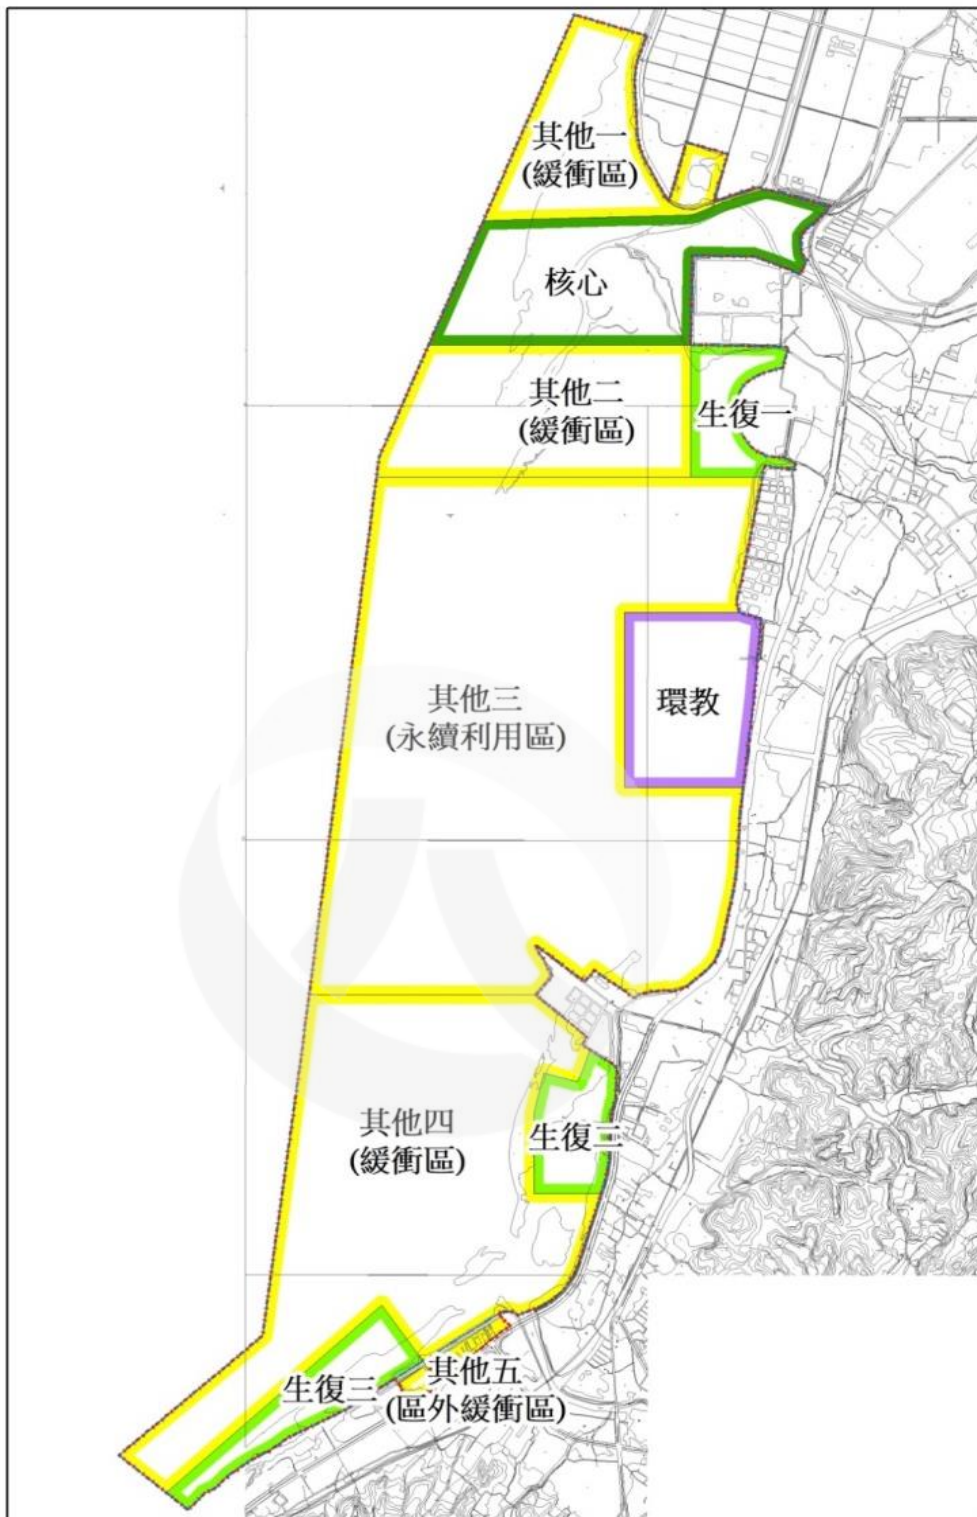 其他一
(緩衝區)
核心
其他二
(緩衝區)
生復一
其他三
(永續利用區)
環教
其他四
(緩衝區)
生復二
生復三
其他五
(區外緩衝區)